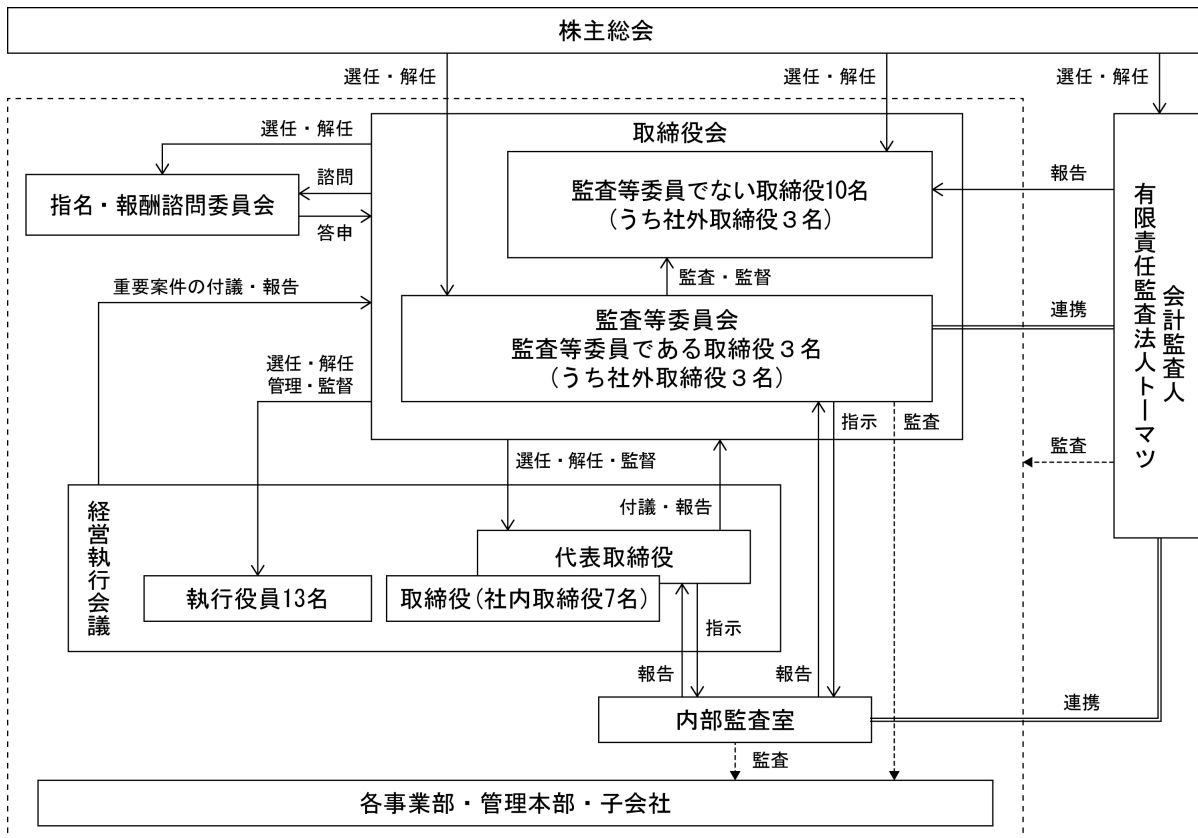 株主総会
選任・解任
選任・解任
選任・解任
選任・解任
取締役会
諮問
指名・報酬諮問委員会
答申
監査等委員でない取締役10名
(うち社外取締役３名)
報告
監査・監督
重要案件の付議・報告
監査等委員会
監査等委員である取締役３名
(うち社外取締役３名)
連携
会計監査人
有限責任監査法人トーマツ
選任・解任
管理・監督
指示
監査
選任・解任・監督
監査
付議・報告
経営執行会議
代表取締役
執行役員13名
取締役(社内取締役7名)
指示
報告
報告
内部監査室
連携
監査
各事業部・管理本部・子会社